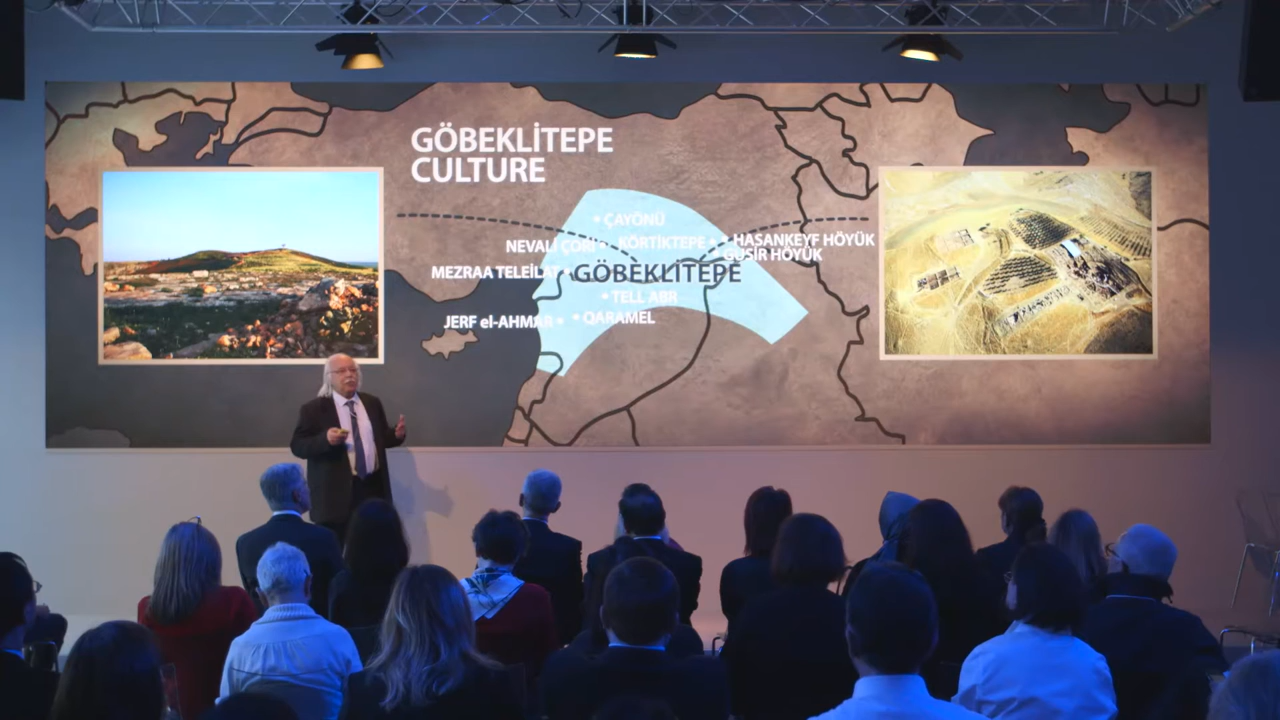 GÖBEKLİTEPE
CULTURE
ÇAYÖNÜ
NEVALİ ÇORİ
KÖRTİKTEPE
HASANKEYF HÖYÜK
GUSİR HÖYÜK
MEZRAA TELEİLAT
GÖBEKLİTEPE
TELL ABR
JERF el-AHMAR
QARAMEL